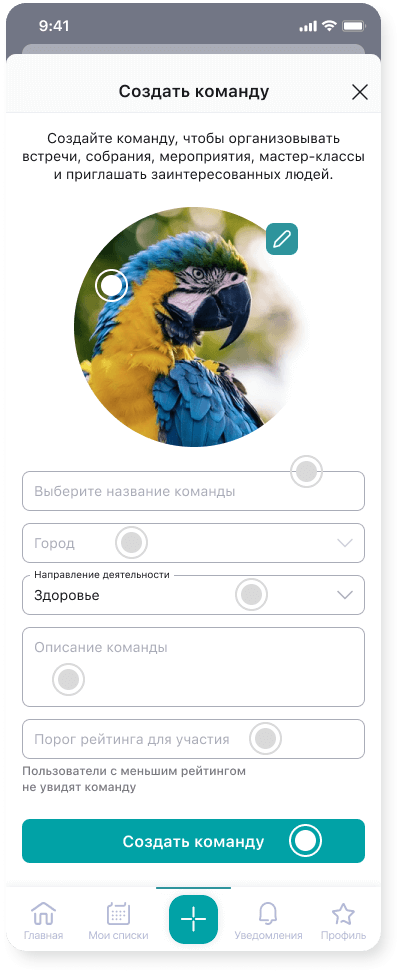 9:41
Создать команду
Создайте команду, чтобы организовывать
встречи, собрания, мероприятия, мастер-классы
и приглашать заинтересованных людей.
Выберите название команды
Город
Направление деятельности
Здоровье
Описание команды
Порог рейтинга для участия
Пользователи с меньшим рейтингом
не увидят команду
Создать команду
Главная
Мои списки
Уведомления
Профиль